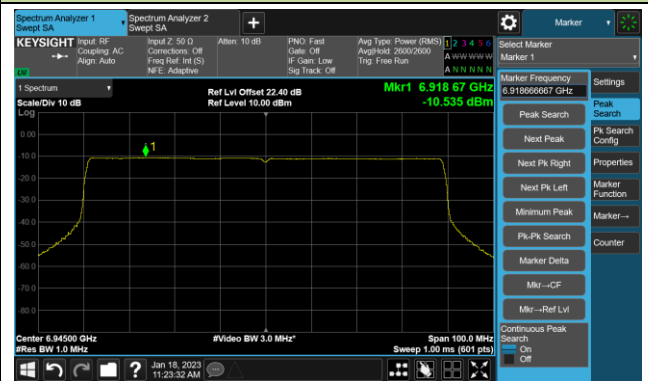 Spectrum Analyzer 1
Swept SA
Spectrum Analyzer 2
Swept SA
+
Marker
KEYSIGHT
Input: RF
Coupling: AC
Align: Auto
Input Z: 50 Ω
Corrections: Off
Freq Ref: Int (S)
NFE: Adaptive
Atten: 10 dB
PNO: Fast
Gate: Off
IF Gain: Low
Sig Track: Off
Avg Type: Power (RMS)
Avg|Hold: 2600/2600
Trig: Free Run
1 2 3 4 5 6
A W W W W W
A N N N N N
LXI
1 Spectrum
Scale/Div 10 dB
Log
Ref Lvl Offset 22.40 dB
Ref Level 10.00 dBm
Mkr1 6.918 67 GHz
-10.535 dBm
1
0.00
-10.0
-20.0
-30.0
-40.0
-50.0
-60.0
-70.0
-80.0
Center 6.94500 GHz
#Res BW 1.0 MHz
#Video BW 3.0 MHz*
Span 100.0 MHz
Sweep 1.00 ms (601 pts)
Select Marker
Marker 1
Marker Frequency
6.918666667 GHz
Peak Search
Next Peak
Next Pk Right
Next Pk Left
Minimum Peak
Pk-Pk Search
Marker Delta
Mkr→CF
Mkr→Ref Lvl
Continuous Peak
Search
On
Off
Settings
Peak
Search
Pk Search
Config
Properties
Marker
Function
Marker→
Counter
?
Jan 18, 2023
11:23:32 AM